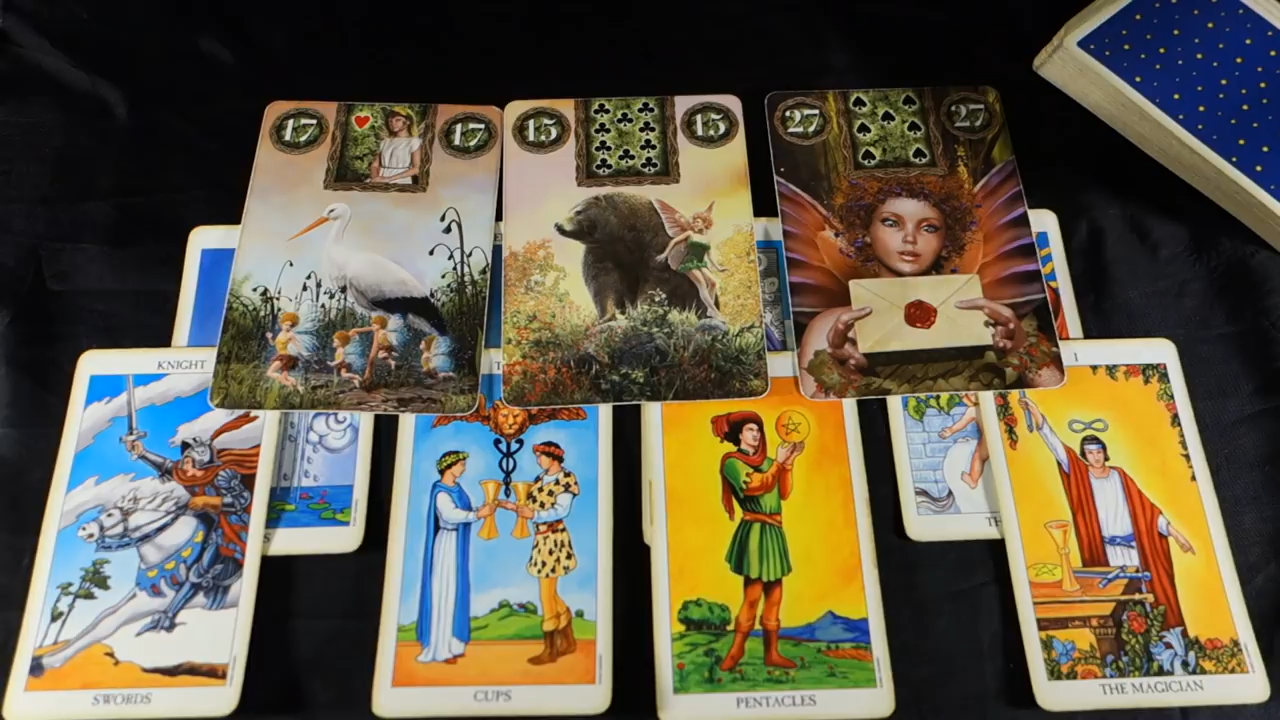 17 17
15 15
27 27
KNIGHT
I
SWORDS
CUPS
PENTACLES
THE MAGICIAN